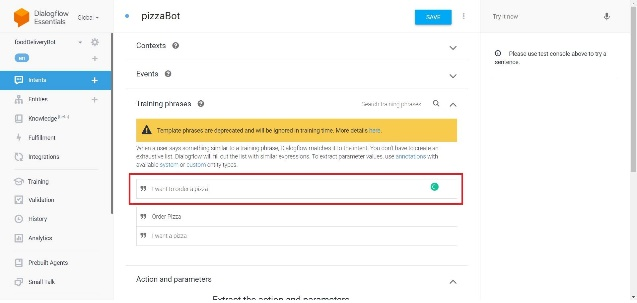 Dialogflow
Essentials
Global
pizzaBot
SAVE
Try it now
foodDeliveryBot
en
Intents
Entities
Knowledge [beta]
Fulfillment
Integrations
Training
Validation
History
Analytics
Prebuilt Agents
Small Talk
Contexts
Events
Training phrases
Search training phrases
Template phrases are deprecated and will be ignored in training time. More details here.
When a user says something similar to a training phrase, Dialogflow matches it to the intent. You don't have to create an
exhaustive list. Dialogflow will fill out the list with similar expressions. To extract parameter values, use annotations with
available system or custom entity types.
I want to order a pizza
Order Pizza
I want a pizza
Action and parameters
Extract the action and parameters
Please use test console above to try a
sentence.